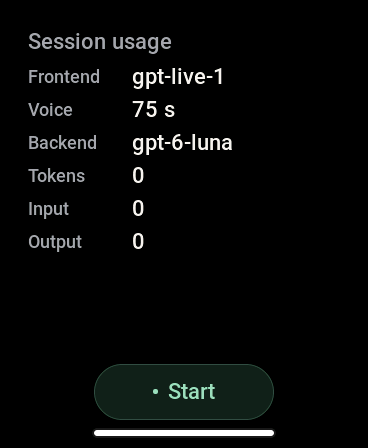 Session usage
Frontend gpt-live-1
Voice 75 s
Backend gpt-6-luna
Tokens 0
Input 0
Output 0
Start